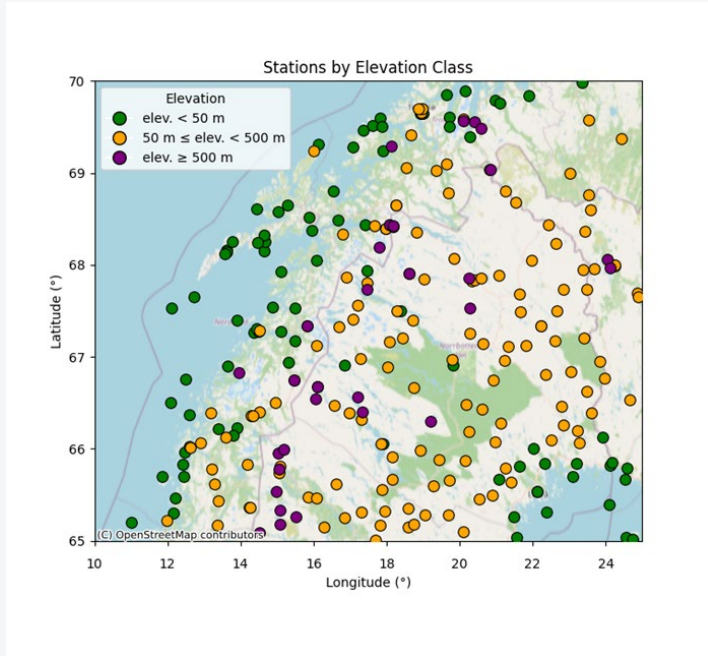 Stations by Elevation Class
70
69
68
67
66
65
Latitude (°)
Elevation
elev. < 50 m
50 m ≤ elev. < 500 m
elev. ≥ 500 m
(C) OpenStreetMap contributors
10 12 14 16 18 20 22 24
Longitude (°)